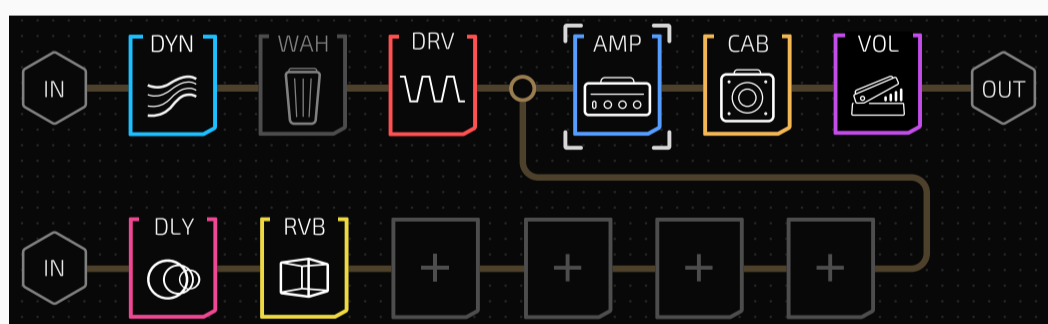 IN DYN WAH DRV AMP CAB VOL OUT
IN DLY RVB + + + +